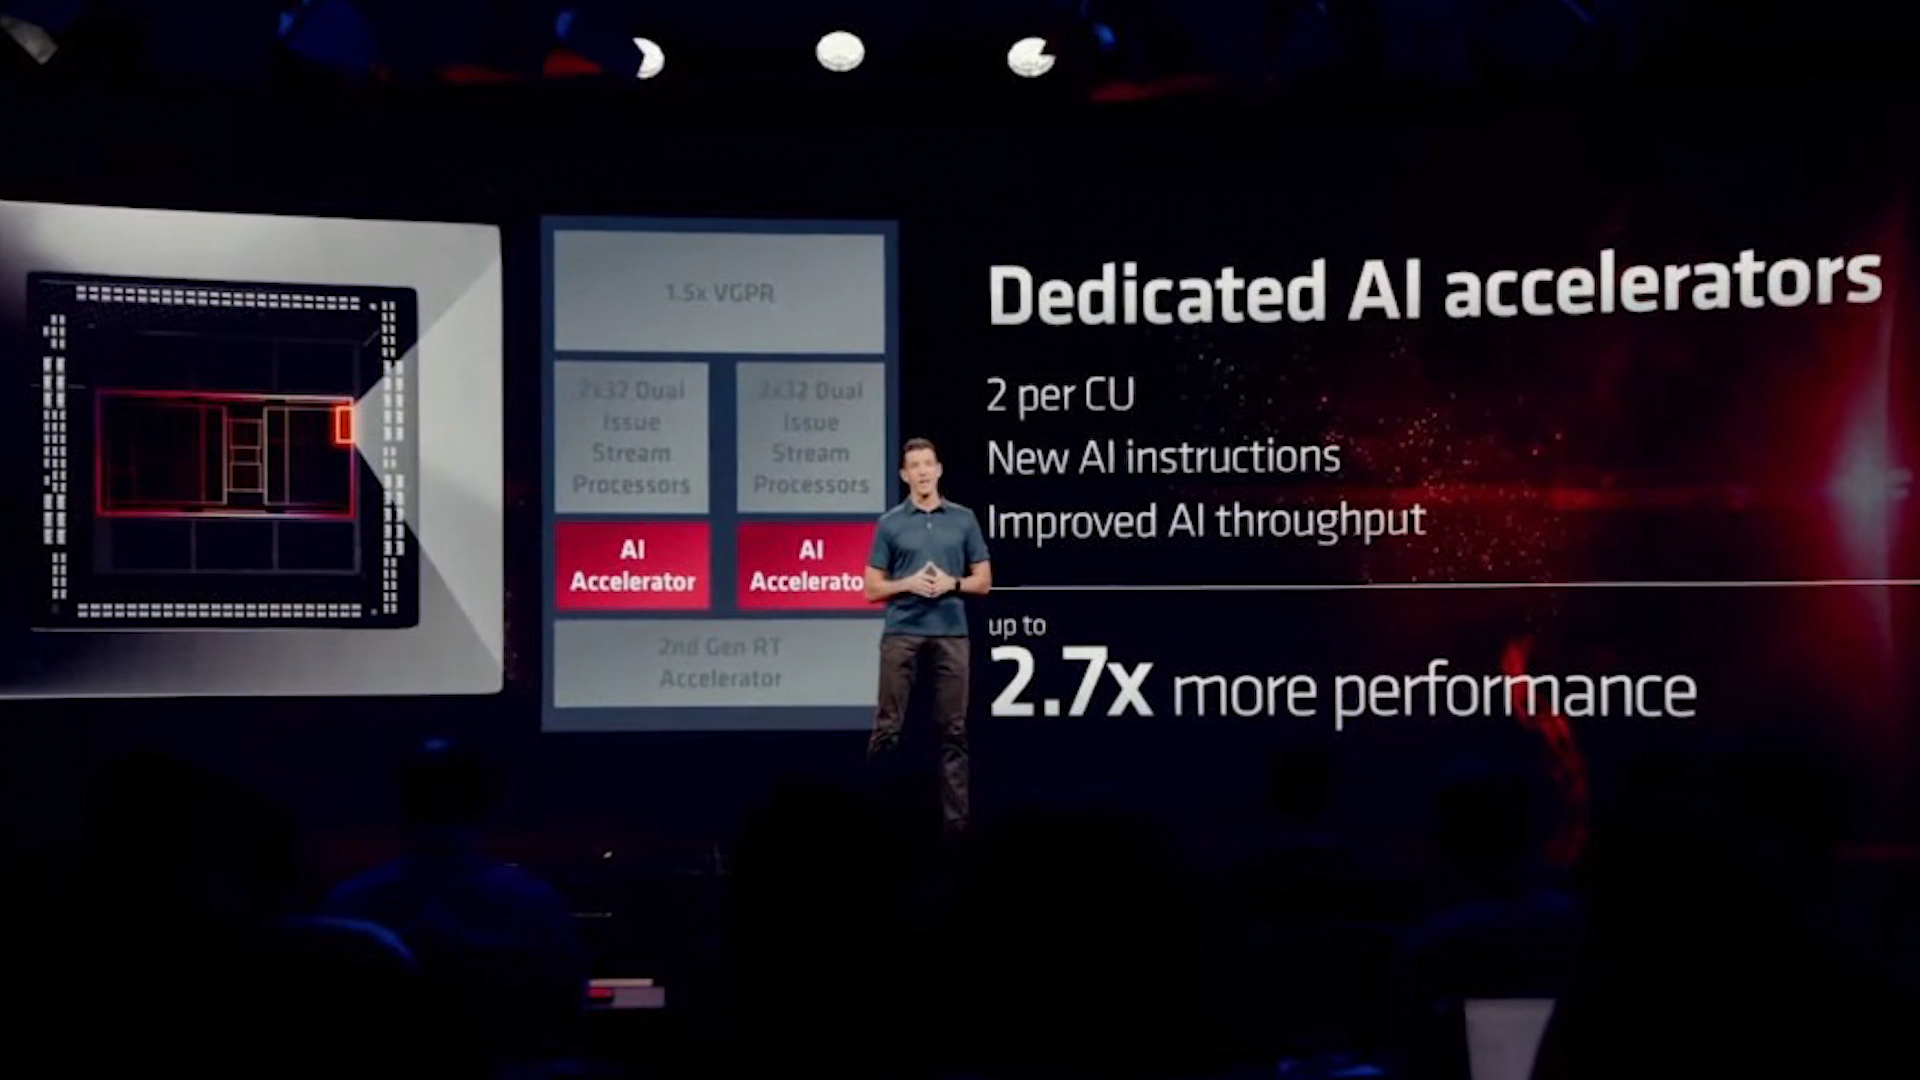 1.5x VGPR
2x32 Dual
Issue
Stream
Processors
2x32 Dual
Issue
Stream
Processors
AI
Accelerator
AI
Accelerato
2nd Gen RT
Accelerator
Dedicated AI accelerators
2 per CU
New AI instructions
Improved AI throughput
up to
2.7x more performance